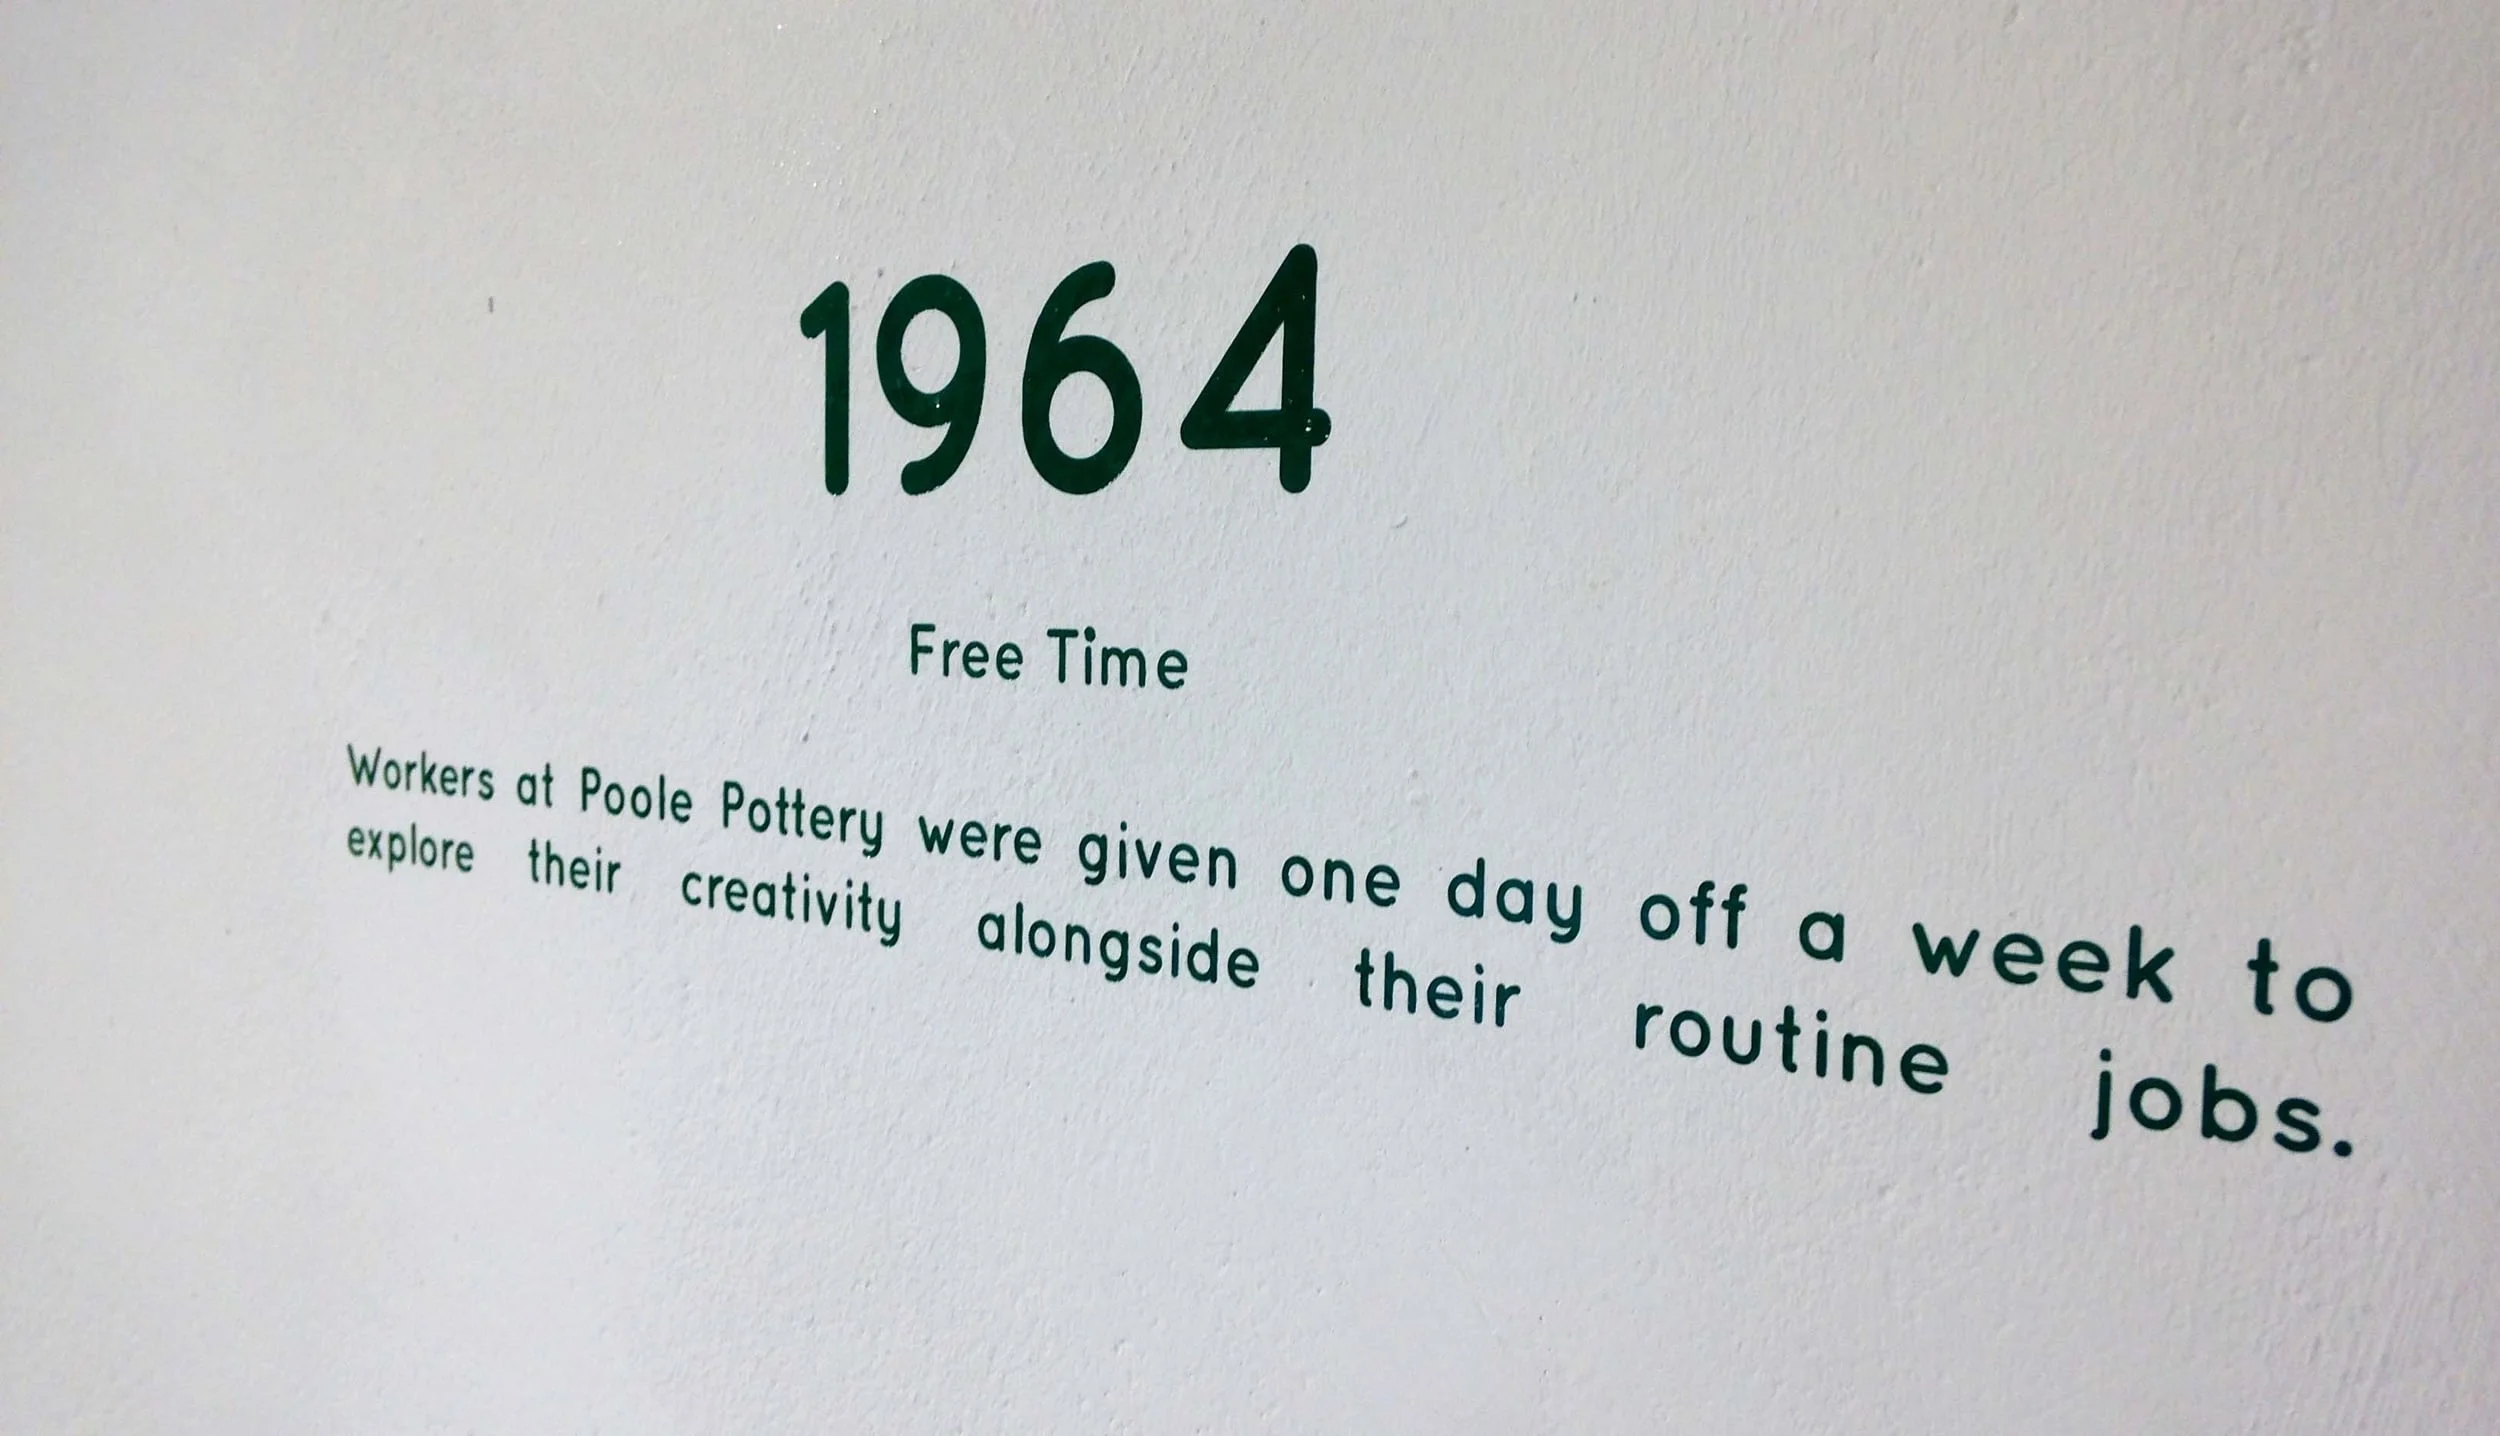 1964
Free Time
Workers at Poole Pottery were given one day off a week to
explore their creativity alongside their routine jobs.